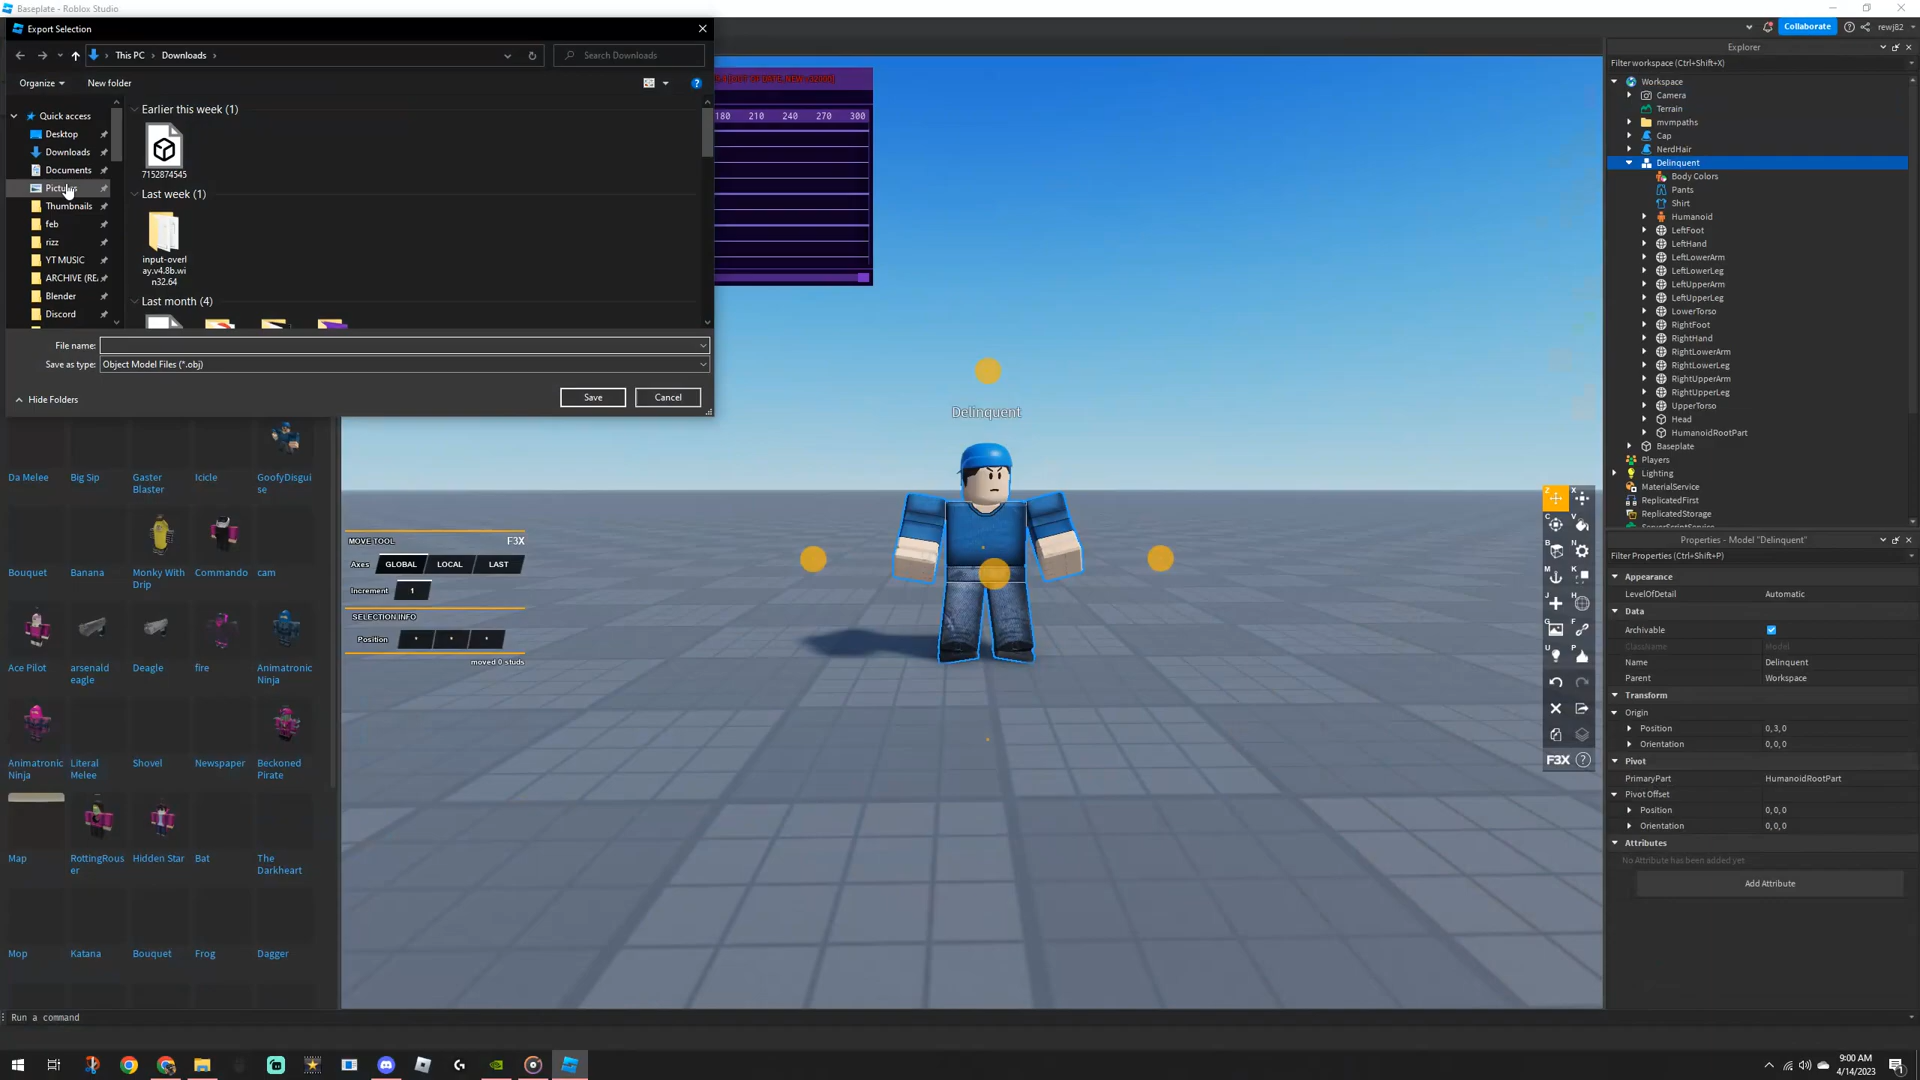 Baseplate - Roblox Studio
Export Selection
This PC
Downloads
Search Downloads
Organize
New folder
Quick access
Desktop
Downloads
Documents
Thumbnails
feb
rizz
YT MUSIC
ARCHIVE (RE
Blender
Discord
Earlier this week (1)
7152874545
Last week (1)
input-overl
ay.v4.8b.wi
n32.64
Last month (4)
File name:
Save as type: Object Model Files (*.obj)
Hide Folders
Save
Cancel
180 210 240 270 300
Collaborate
rewj82
Da Melee
Big Sip
Gaster
Blaster
Icicle
GoofyDisgui
se
Bouquet
Banana
Monky With
Drip
Commando
cam
Ace Pilot
arsenald
eagle
Deagle
fire
Animatronic
Ninja
Animatronic
Ninja
Literal
Melee
Shovel
Newspaper
Beckoned
Pirate
Map
RottingRous
er
Hidden Star
Bat
The
Darkheart
Mop
Katana
Bouquet
Frog
Dagger
Run a command
MOVE TOOL
F3X
Axes GLOBAL LOCAL LAST
Increment 1
SELECTION INFO
Position * * *
moved 0 studs
Delinquent
Z X
C V
B N
M K
J H
G F
U P
F3X
Explorer
Filter workspace (Ctrl+Shift+X)
Workspace
Camera
Terrain
mvmpaths
Cap
NerdHair
Delinquent
Body Colors
Pants
Shirt
Humanoid
LeftFoot
LeftHand
LeftLowerArm
LeftLowerLeg
LeftUpperArm
LeftUpperLeg
LowerTorso
RightFoot
RightHand
RightLowerArm
RightLowerLeg
RightUpperArm
RightUpperLeg
UpperTorso
Head
HumanoidRootPart
Baseplate
Players
Lighting
MaterialService
ReplicatedFirst
ReplicatedStorage
ServerScriptService
Properties - Model "Delinquent"
Filter Properties (Ctrl+Shift+P)
Appearance
LevelOfDetail Automatic
Data
Archivable
ClassName Model
Name Delinquent
Parent Workspace
Transform
Origin
Position 0, 3, 0
Orientation 0, 0, 0
Pivot
PrimaryPart HumanoidRootPart
Pivot Offset
Position 0, 0, 0
Orientation 0, 0, 0
Attributes
No Attribute has been added yet
Add Attribute
9:00 AM
4/14/2023